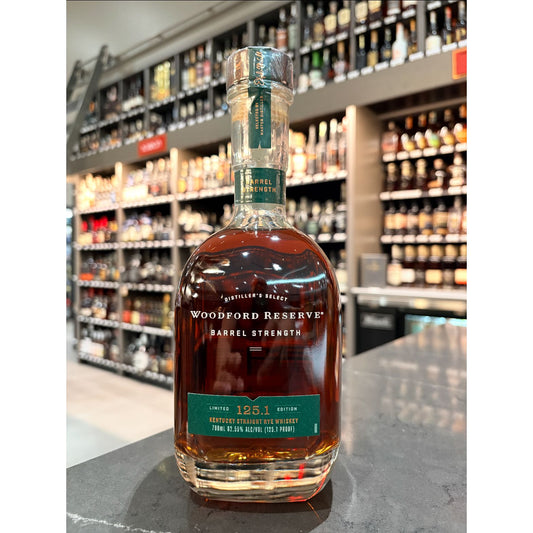 BARREL
STRENGTH
DISTILLER'S SELECT
WOODFORD RESERVE®
BARREL STRENGTH
LIMITED 125.1 EDITION
KENTUCKY STRAIGHT RYE WHISKEY
700ml 62.55% ALC/VOL (125.1 PROOF)